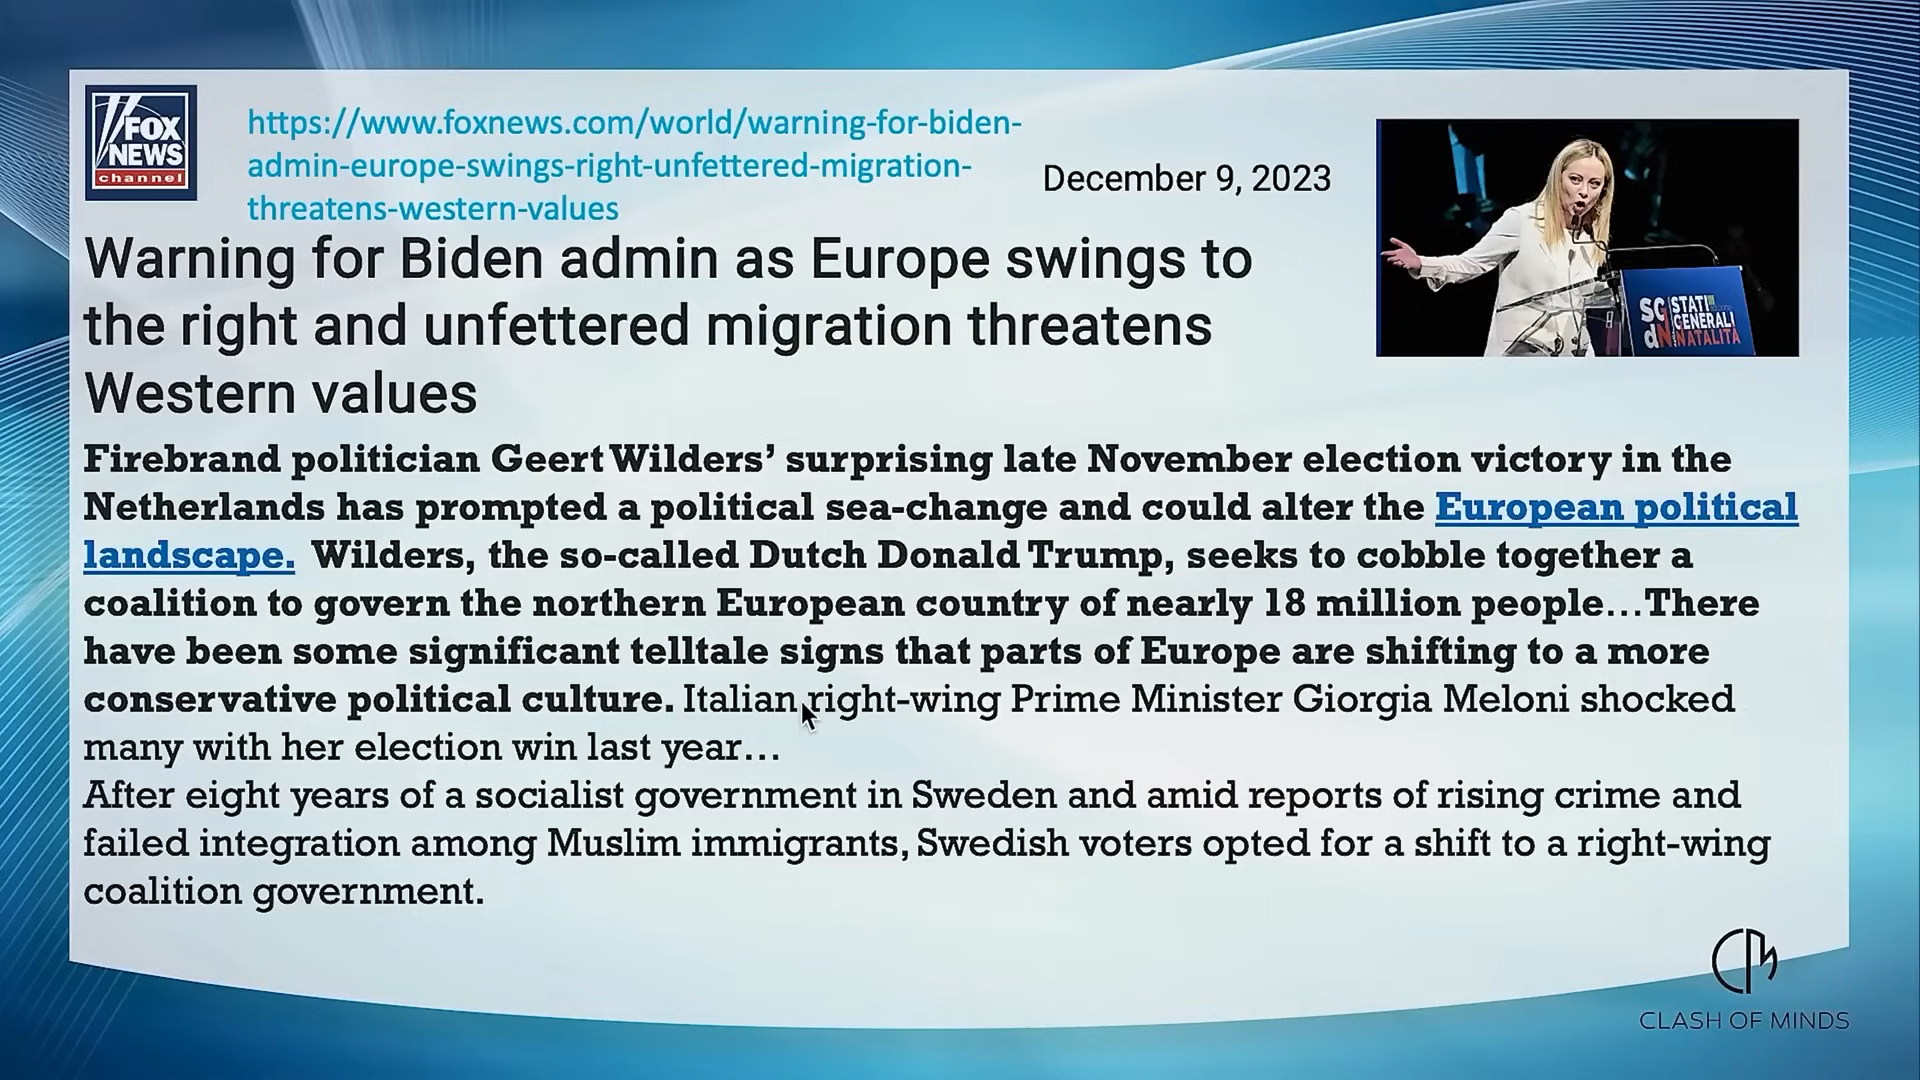 FOX
NEWS
channel
https://www.foxnews.com/world/warning-for-biden-
admin-europe-swings-right-unfettered-migration-
threatens-western-values
December 9, 2023
Warning for Biden admin as Europe swings to
the right and unfettered migration threatens
Western values
STATI
GENERALI
NATALITÀ
Firebrand politician Geert Wilders’ surprising late November election victory in the
Netherlands has prompted a political sea-change and could alter the European political
landscape. Wilders, the so-called Dutch Donald Trump, seeks to cobble together a
coalition to govern the northern European country of nearly 18 million people…There
have been some significant telltale signs that parts of Europe are shifting to a more
conservative political culture. Italian right-wing Prime Minister Giorgia Meloni shocked
many with her election win last year…
After eight years of a socialist government in Sweden and amid reports of rising crime and
failed integration among Muslim immigrants, Swedish voters opted for a shift to a right-wing
coalition government.
CLASH OF MINDS